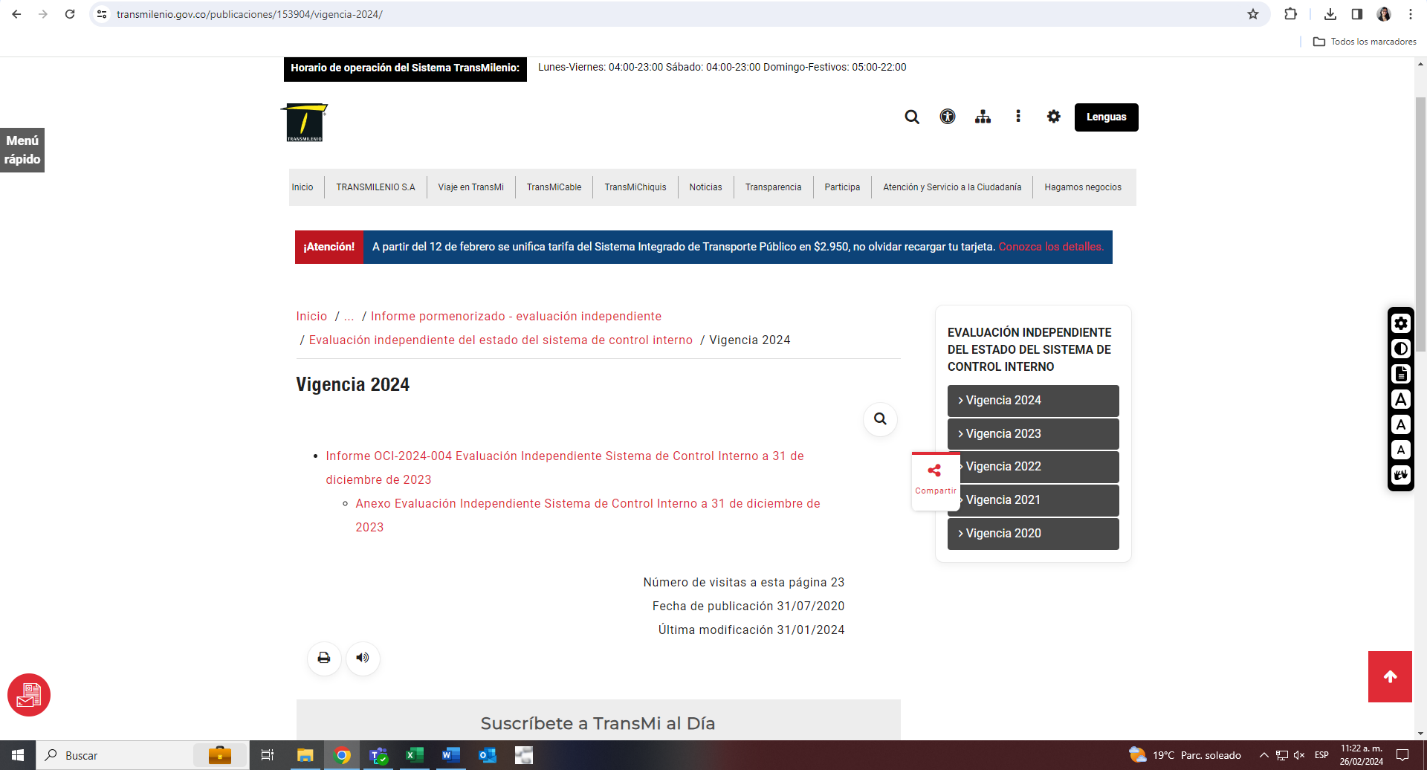 transmilenio.gov.co/publicaciones/153904/vigencia-2024/
Todos los marcadores
Horario de operación del Sistema TransMilenio:
Lunes-Viernes: 04:00-23:00 Sábado: 04:00-23:00 Domingo-Festivos: 05:00-22:00
TRANSMILENIO
Lenguas
Menú
rápido
Inicio
TRANSMILENIO S.A
Viaje en TransMi
TransMiCable
TransMiChiquis
Noticias
Transparencia
Participa
Atención y Servicio a la Ciudadanía
Hagamos negocios
¡Atención!
A partir del 12 de febrero se unifica tarifa del Sistema Integrado de Transporte Público en $2.950, no olvidar recargar tu tarjeta. Conozca los detalles.
Inicio / ... / Informe pormenorizado - evaluación independiente
/ Evaluación independiente del estado del sistema de control interno / Vigencia 2024
Vigencia 2024
• Informe OCI-2024-004 Evaluación Independiente Sistema de Control Interno a 31 de
diciembre de 2023
Anexo Evaluación Independiente Sistema de Control Interno a 31 de diciembre de
2023
Número de visitas a esta página 23
Fecha de publicación 31/07/2020
Última modificación 31/01/2024
EVALUACIÓN INDEPENDIENTE
DEL ESTADO DEL SISTEMA DE
CONTROL INTERNO
Vigencia 2024
Vigencia 2023
Vigencia 2022
Vigencia 2021
Vigencia 2020
Compartir
A
A
A
Suscríbete a TransMi al Día
Buscar
19°C Parc. soleado
ESP
11:22 a. m.
26/02/2024